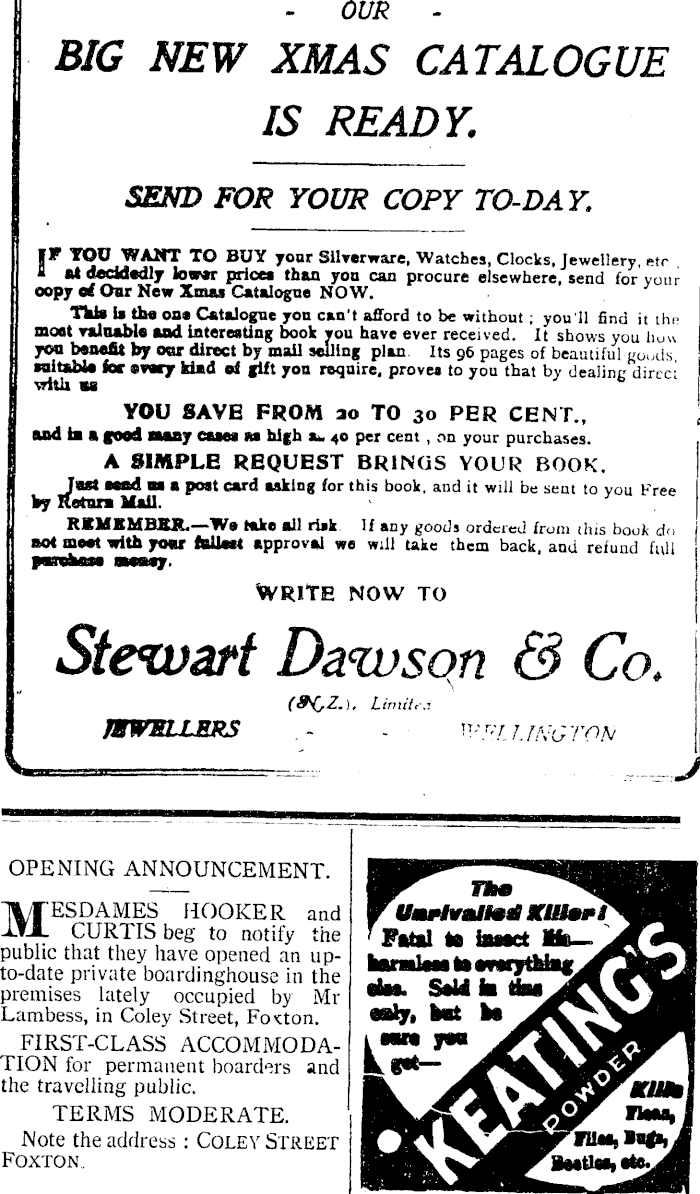 - OUR -
BIG NEW XMAS CATALOGUE
IS READY.
SEND FOR YOUR COPY TO-DAY.
IF YOU WANT TO BUY your Silverware, Watches, Clocks, Jewellery, etc.,
at decidedly lower prices than you can procure elsewhere, send for your
copy of Our New Xmas Catalogue NOW.
This is the one Catalogue you can't afford to be without ; you'll find it the
most valuable and interesting book you have ever received. It shows you how
you benefit by our direct by mail selling plan. Its 96 pages of beautiful goods,
suitable for every kind of gift you require, proves to you that by dealing direct
with us
YOU SAVE FROM 20 TO 30 PER CENT.,
and in a good many cases as high as 40 per cent , on your purchases.
A SIMPLE REQUEST BRINGS YOUR BOOK.
Just send us a post card asking for this book, and it will be sent to you Free
by Return Mail.
REMEMBER.—We take all risk. If any goods ordered from this book do
not meet with your fullest approval we will take them back, and refund full
purchase money.
WRITE NOW TO
Stewart Dawson & Co.
(N.Z.), Limited
JEWELLERS - - WELLINGTON
OPENING ANNOUNCEMENT.
MESDAMES HOOKER and
CURTIS beg to notify the
public that they have opened an up-
to-date private boardinghouse in the
premises lately occupied by Mr
Lambess, in Coley Street, Foxton.
FIRST-CLASS ACCOMMODA-
TION for permanent boarders and
the travelling public.
TERMS MODERATE.
Note the address : COLEY STREET
FOXTON.
The
Unrivalled Killer!
Fatal to insect life—
harmless to everything
else. Sold in tins
only, but be
sure you
get—
KEATING'S
POWDER
Kills
Fleas,
Flies, Bugs,
Beetles, etc.